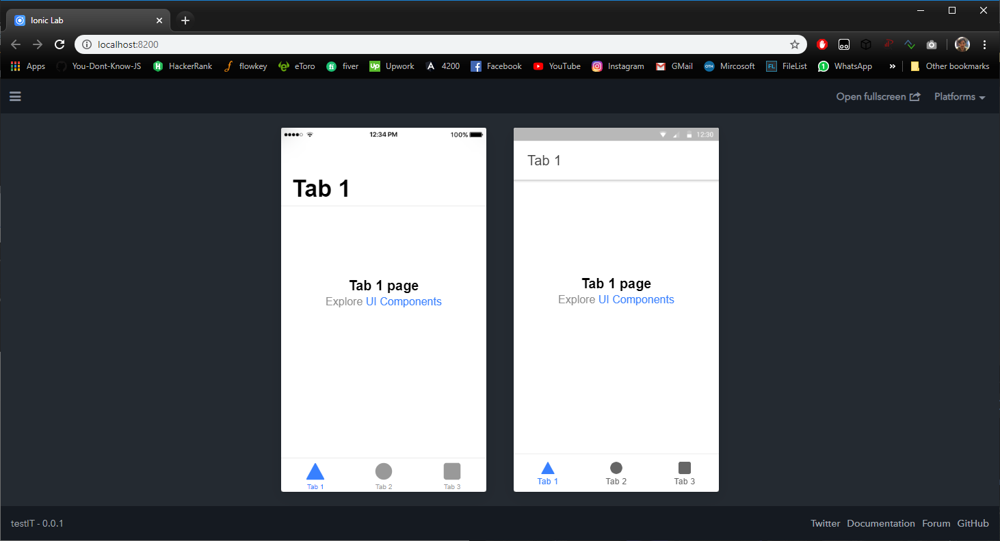 Ionic Lab
localhost:8200
Apps You-Dont-Know-JS HackerRank flowkey eToro fiver Upwork 4200 Facebook YouTube Instagram GMail Mircosoft FileList WhatsApp » Other bookmarks
Open fullscreen Platforms
12:34 PM 100%
Tab 1
Tab 1 page
Explore UI Components
Tab 1 Tab 2 Tab 3
12:30
Tab 1
Tab 1 page
Explore UI Components
Tab 1 Tab 2 Tab 3
testIT - 0.0.1
Twitter Documentation Forum GitHub